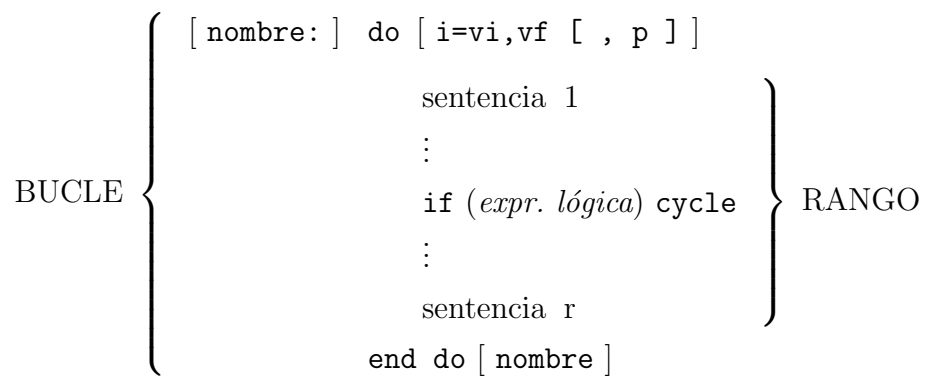 [ nombre: ] do [ i=vi,vf [ , p ] ]
sentencia 1
⋮
BUCLE if (expr. lógica) cycle RANGO
⋮
sentencia r
end do [ nombre ]